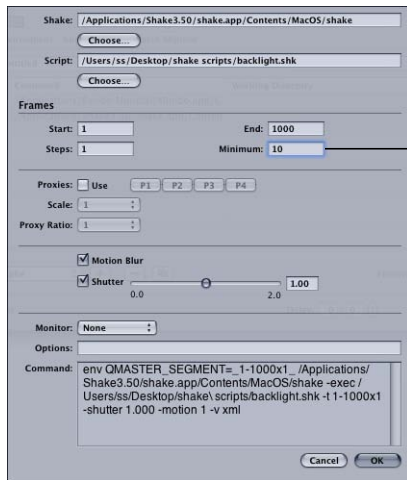 Shake: /Applications/Shake3.50/shake.app/Contents/MacOS/shake
Choose...
Script: /Users/ss/Desktop/shake scripts/backlight.shk
Choose...
Frames
Start: 1 End: 1000
Steps: 1 Minimum: 10
Proxies: Use P1 P2 P3 P4
Scale: 1
Proxy Ratio: 1
Motion Blur
Shutter 1.00
0.0 2.0
Monitor: None
Options:
Command: env QMASTER_SEGMENT=_1-1000x1_ /Applications/
Shake3.50/shake.app/Contents/MacOS/shake -exec /
Users/ss/Desktop/shake\ scripts/backlight.shk -t 1-1000x1
-shutter 1.000 -motion 1 -v xml
Cancel OK